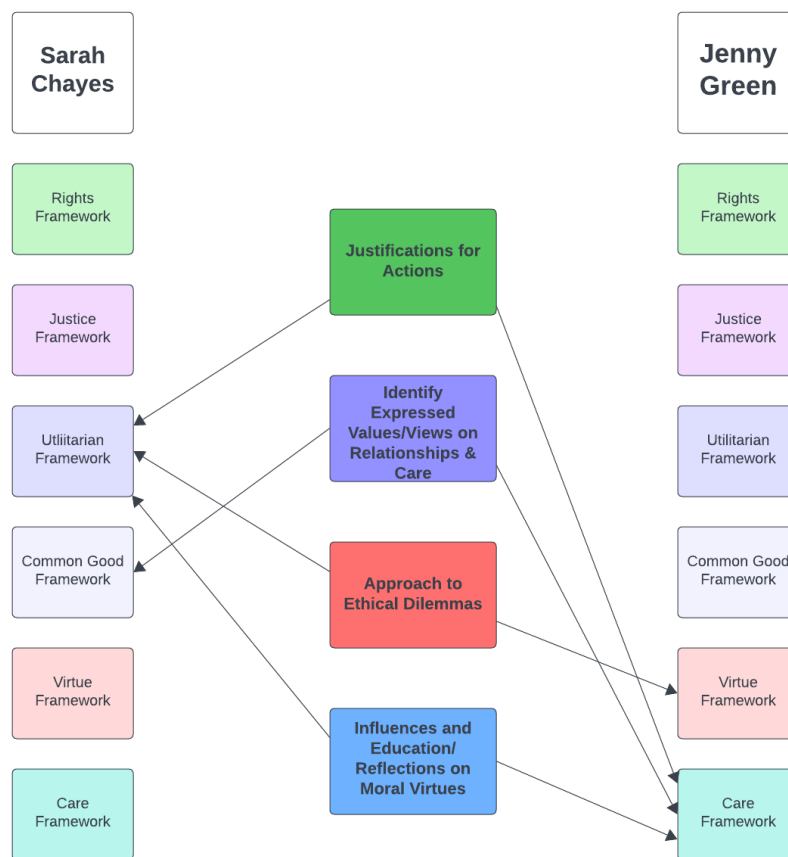 Sarah
Chayes
Rights
Framework
Justice
Framework
Utliitarian
Framework
Common Good
Framework
Virtue
Framework
Care
Framework
Justifications for
Actions
Identify
Expressed
Values/Views on
Relationships &
Care
Approach to
Ethical Dilemmas
Influences and
Education/
Reflections on
Moral Virtues
Jenny
Green
Rights
Framework
Justice
Framework
Utilitarian
Framework
Common Good
Framework
Virtue
Framework
Care
Framework